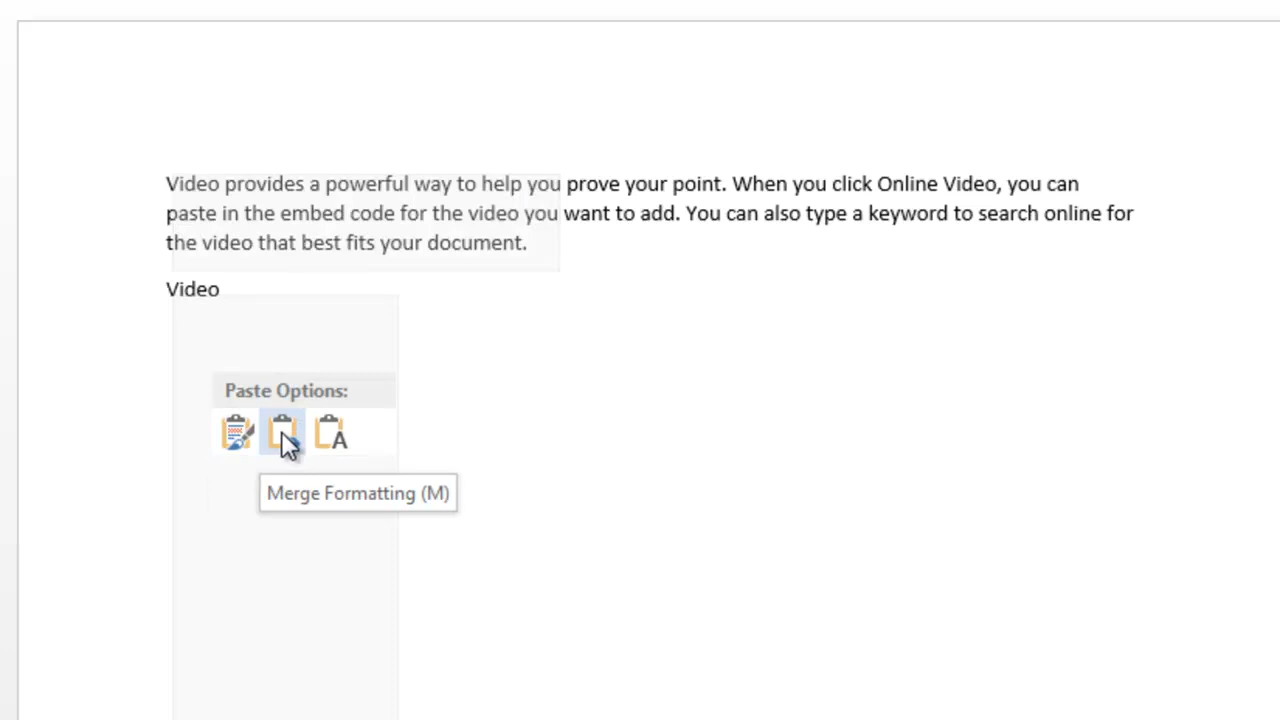 Video provides a powerful way to help you prove your point. When you click Online Video, you can
paste in the embed code for the video you want to add. You can also type a keyword to search online for
the video that best fits your document.
Video
Paste Options:
A
Merge Formatting (M)